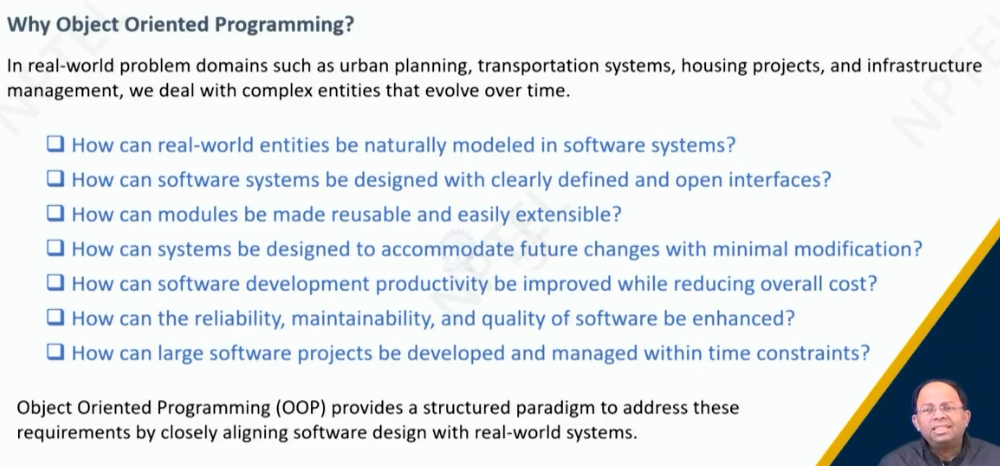 Why Object Oriented Programming?
In real-world problem domains such as urban planning, transportation systems, housing projects, and infrastructure
management, we deal with complex entities that evolve over time.
❑ How can real-world entities be naturally modeled in software systems?
❑ How can software systems be designed with clearly defined and open interfaces?
❑ How can modules be made reusable and easily extensible?
❑ How can systems be designed to accommodate future changes with minimal modification?
❑ How can software development productivity be improved while reducing overall cost?
❑ How can the reliability, maintainability, and quality of software be enhanced?
❑ How can large software projects be developed and managed within time constraints?
Object Oriented Programming (OOP) provides a structured paradigm to address these
requirements by closely aligning software design with real-world systems.
NPTEL
NPTEL
NPTEL